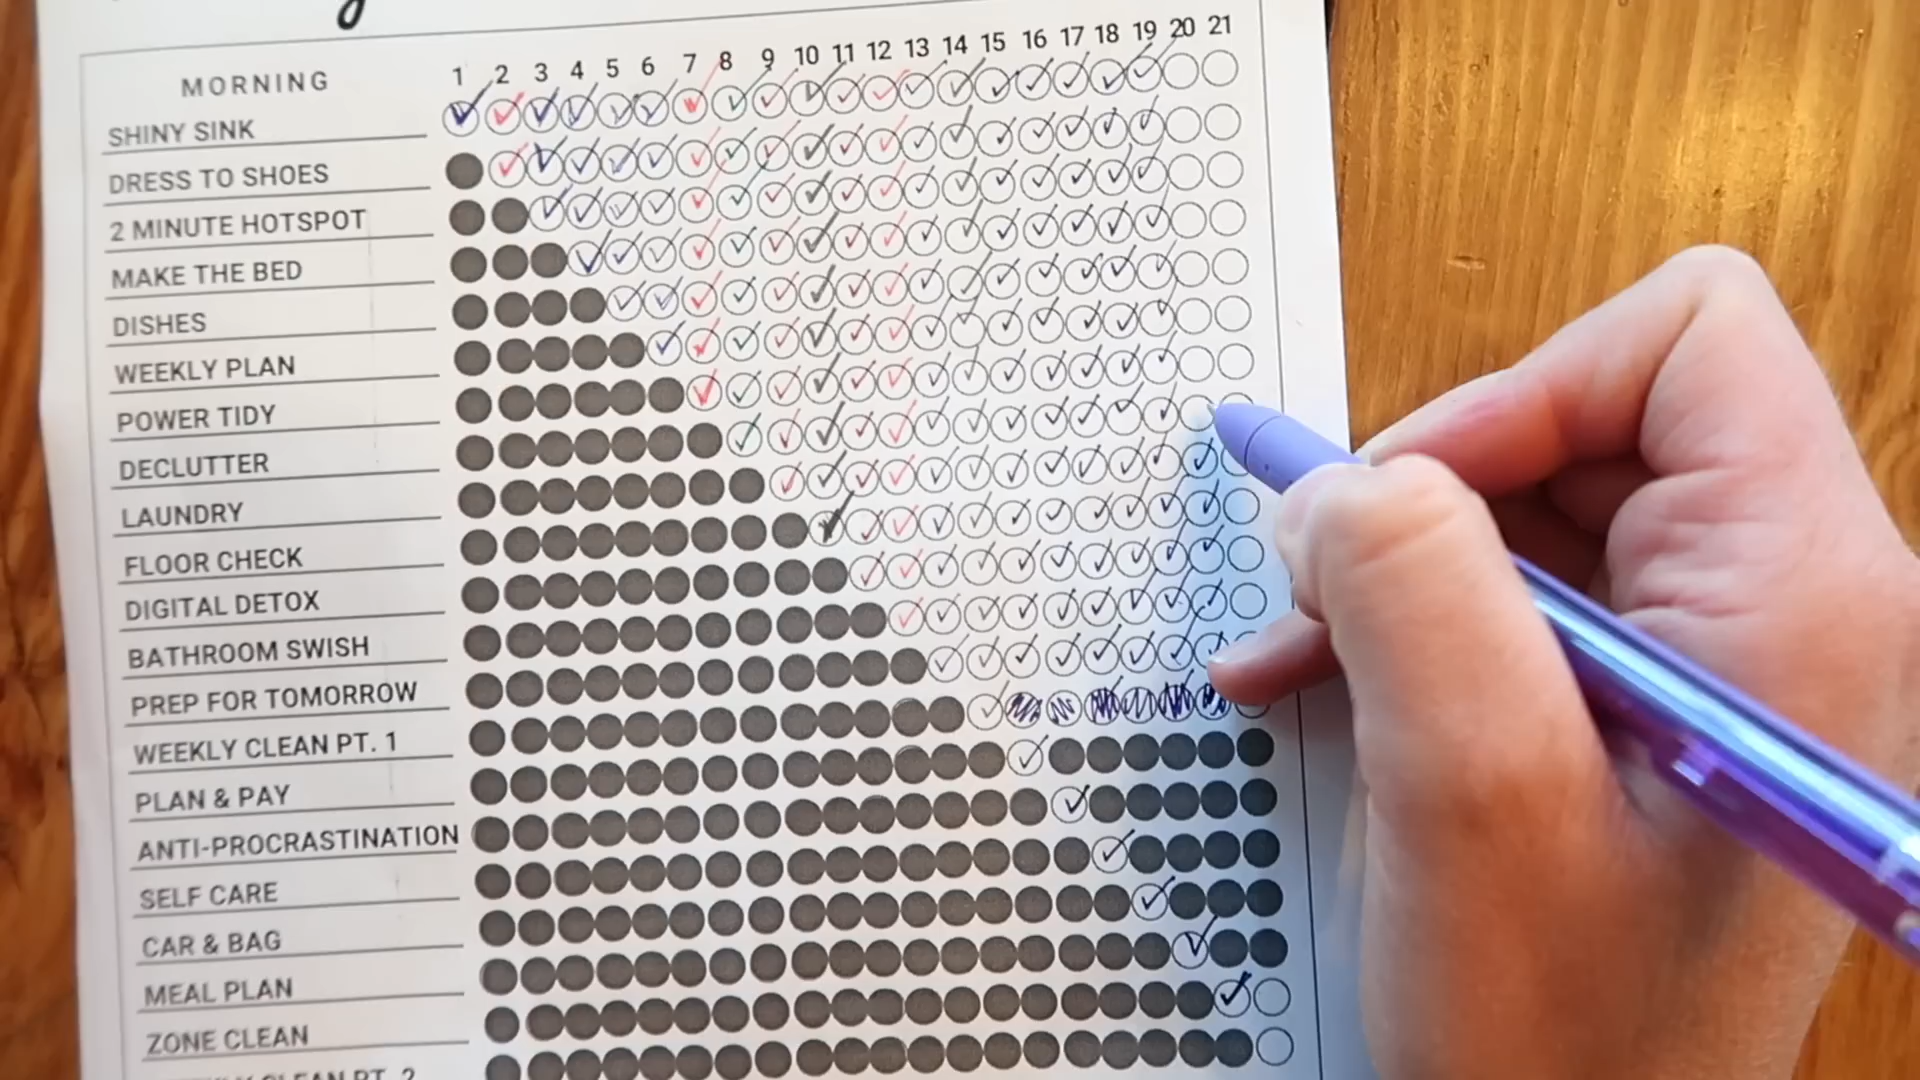 MORNING 1 2 3 4 5 6 7 8 9 10 11 12 13 14 15 16 17 18 19 20 21
SHINY SINK
DRESS TO SHOES
2 MINUTE HOTSPOT
MAKE THE BED
DISHES
WEEKLY PLAN
POWER TIDY
DECLUTTER
LAUNDRY
FLOOR CHECK
DIGITAL DETOX
BATHROOM SWISH
PREP FOR TOMORROW
WEEKLY CLEAN PT. 1
PLAN & PAY
ANTI-PROCRASTINATION
SELF CARE
CAR & BAG
MEAL PLAN
ZONE CLEAN
CLEAN PT. 2